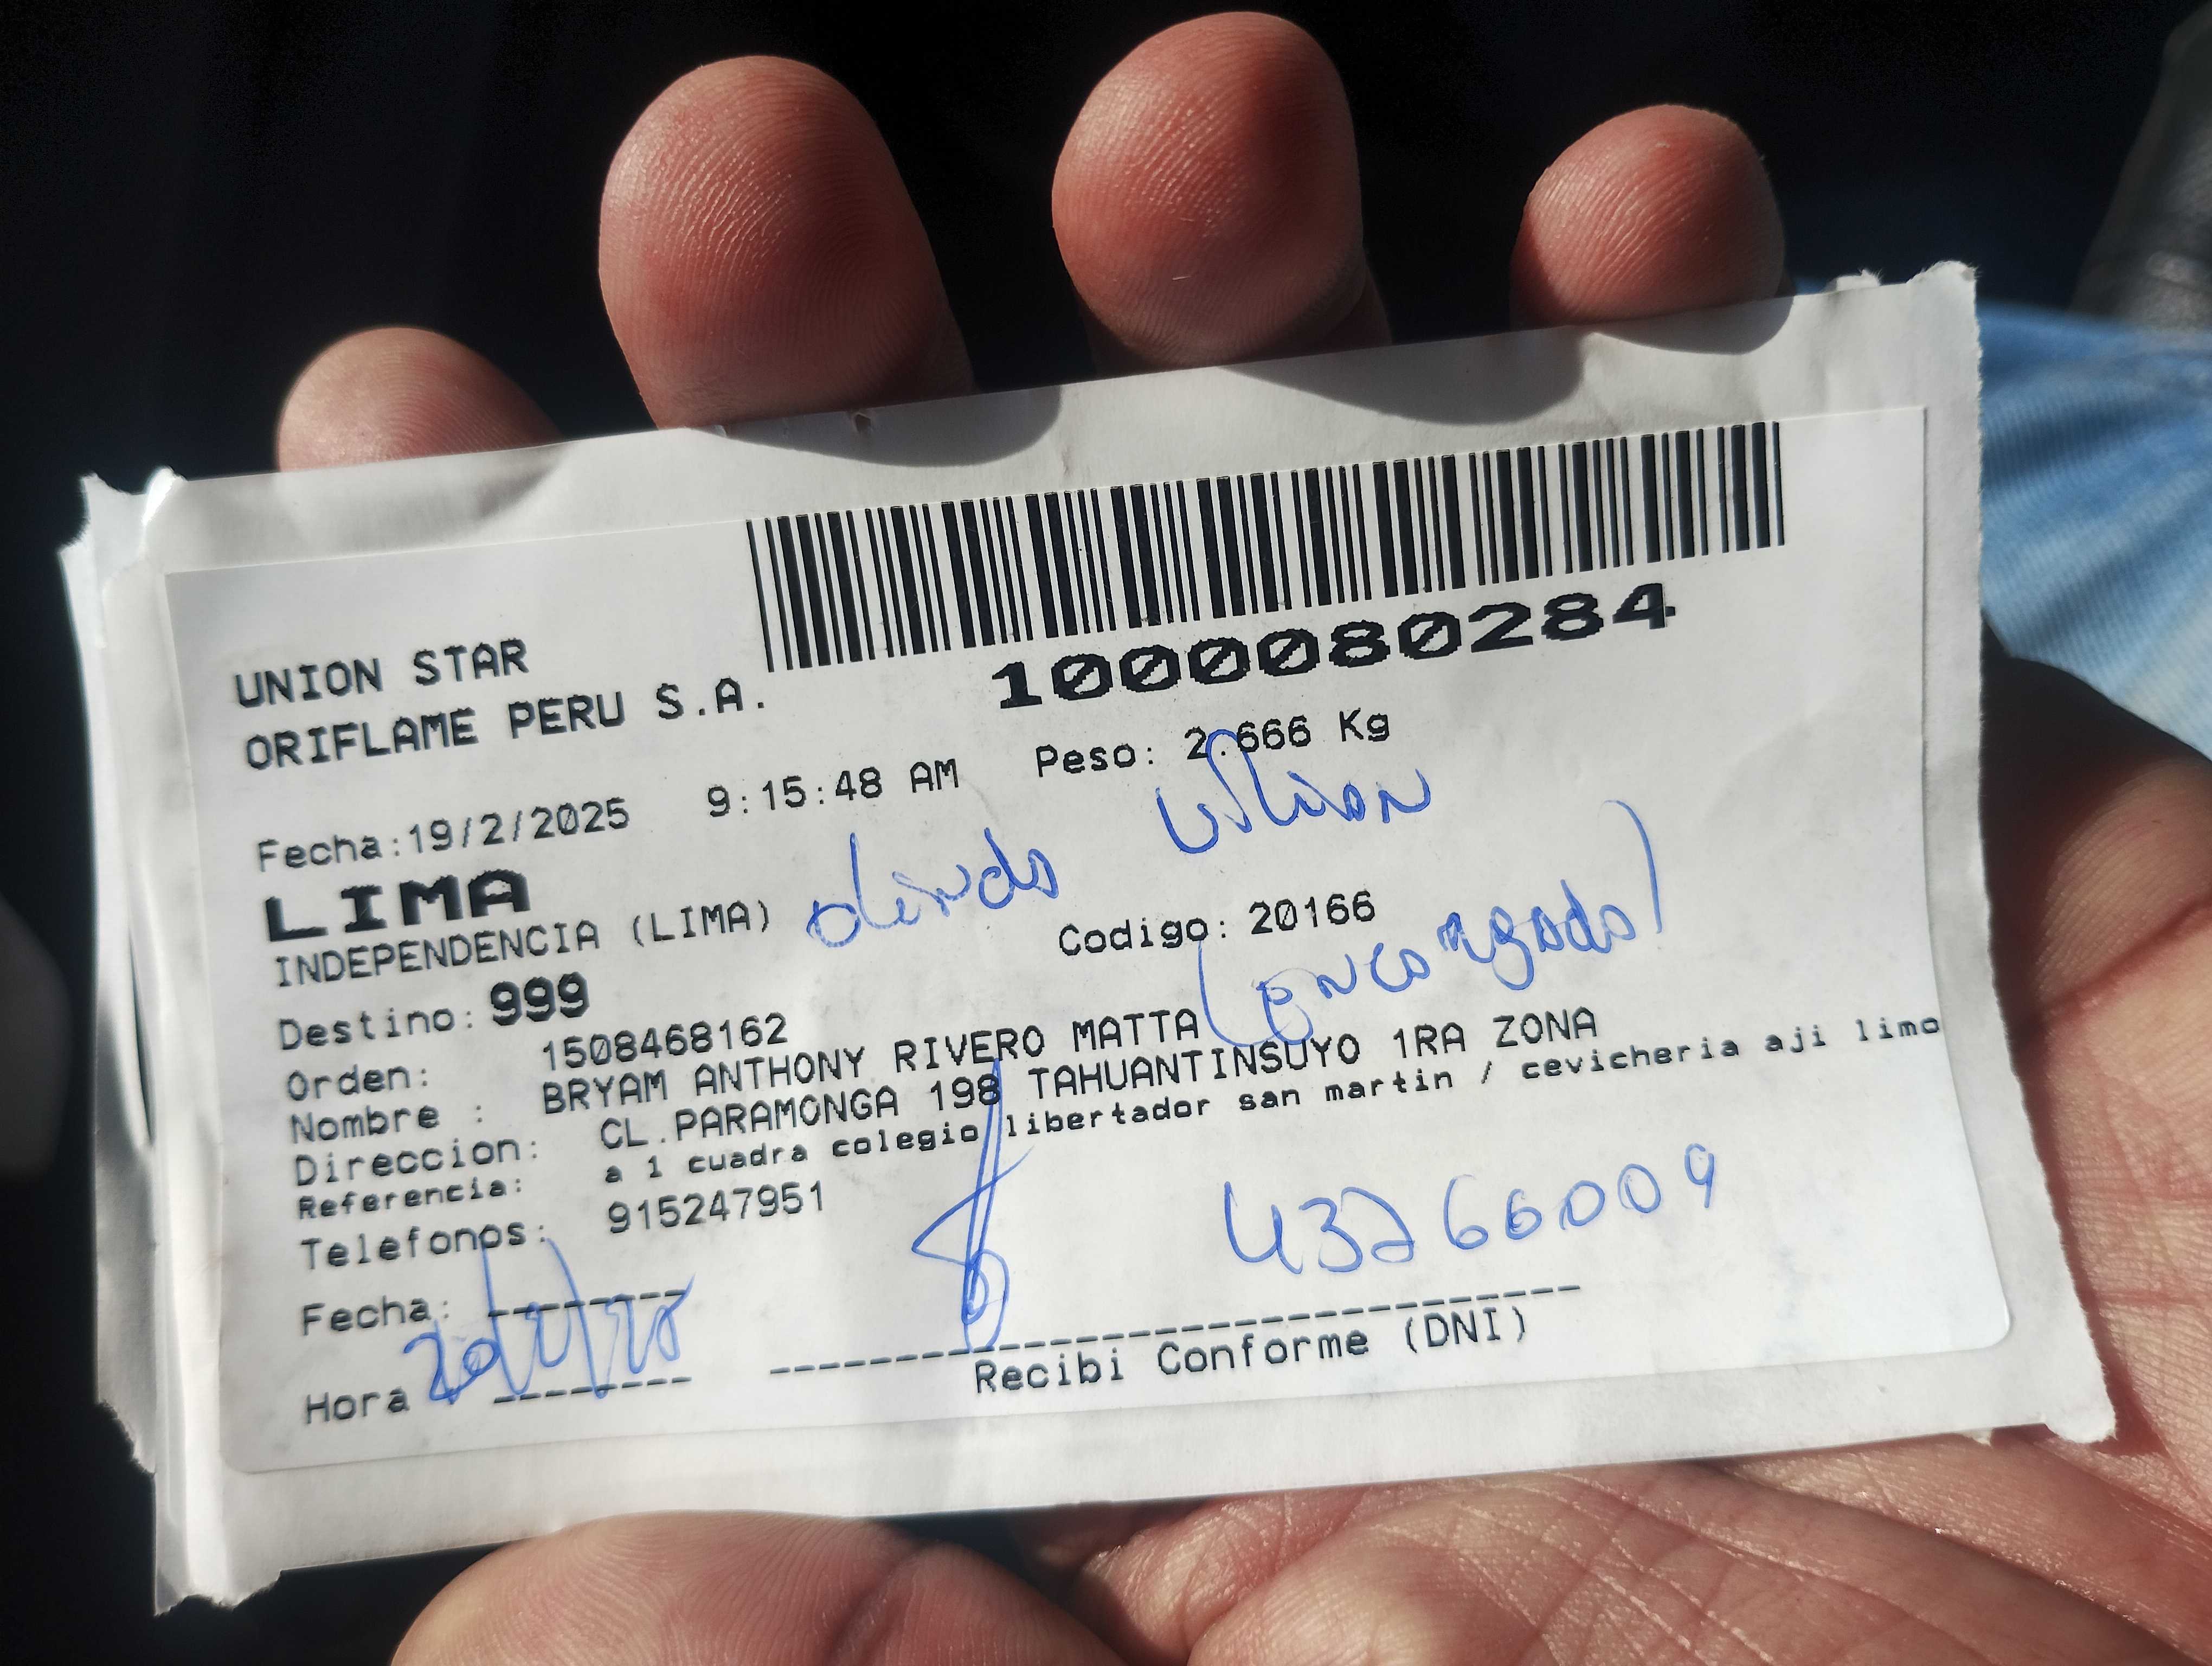 1000080284
UNION STAR
ORIFLAME PERU S.A.
Fecha:19/2/2025 9:15:48 AM Peso: 2.666 Kg
LIMA
INDEPENDENCIA (LIMA)
Codigo: 20166
(encargado)
Destino: 999
Orden: 1508468162
Nombre : BRYAM ANTHONY RIVERO MATTA
Direccion: CL.PARAMONGA 198 TAHUANTINSUYO 1RA ZONA
Referencia: a 1 cuadra colegio libertador san martin / cevicheria aji limo
Telefonos: 915247951
43266009
Fecha:
Hora
Recibi Conforme (DNI)